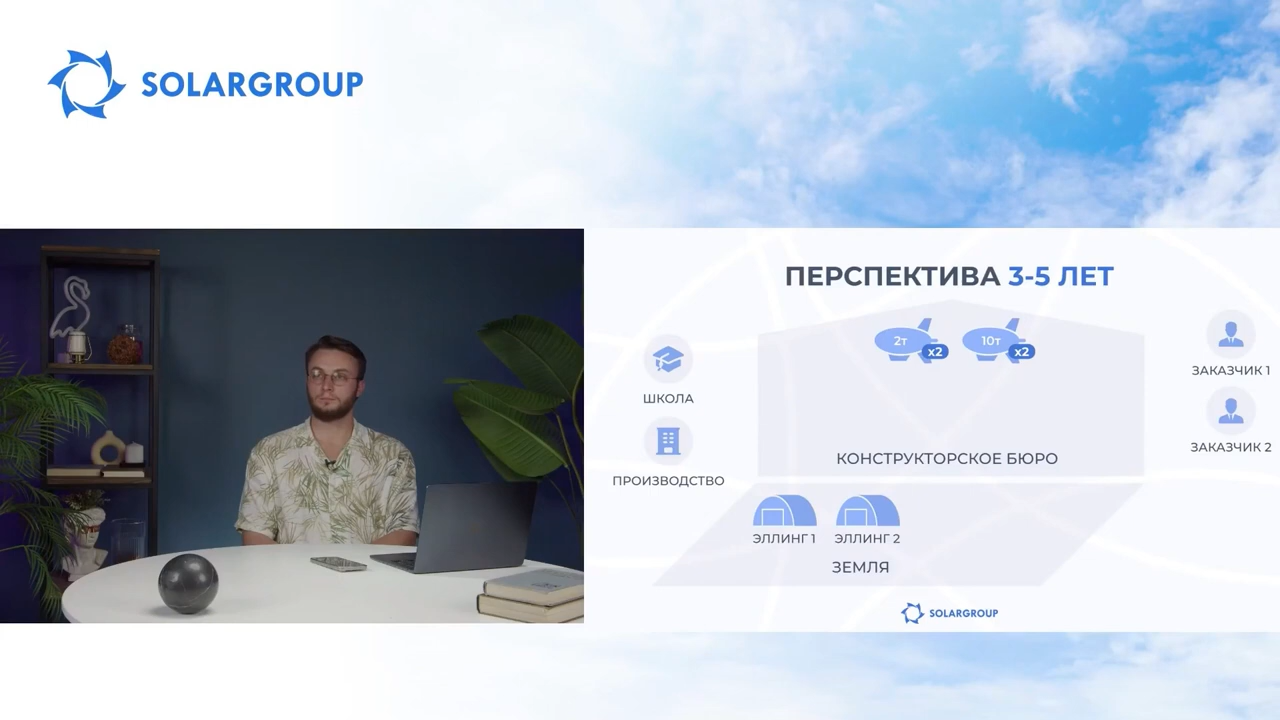 SOLARGROUP
ПЕРСПЕКТИВА 3-5 ЛЕТ
2т
x2
10т
x2
ШКОЛА
ПРОИЗВОДСТВО
ЗАКАЗЧИК 1
ЗАКАЗЧИК 2
КОНСТРУКТОРСКОЕ БЮРО
ЭЛЛИНГ 1
ЭЛЛИНГ 2
ЗЕМЛЯ
SOLARGROUP